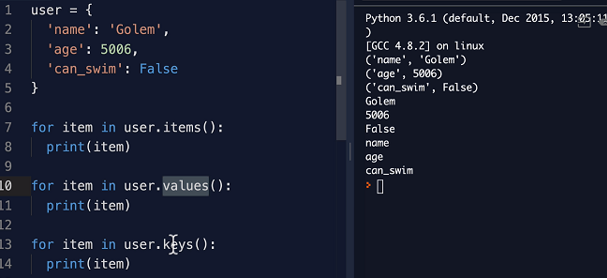 1 user = {
2 'name': 'Golem',
3 'age': 5006,
4 'can_swim': False
5 }
6
7 for item in user.items():
8 print(item)
9
10 for item in user.values():
11 print(item)
12
13 for item in user.keys():
14 print(item)
Python 3.6.1 (default, Dec 2015, 13:05:11
)
[GCC 4.8.2] on linux
('name', 'Golem')
('age', 5006)
('can_swim', False)
Golem
5006
False
name
age
can_swim